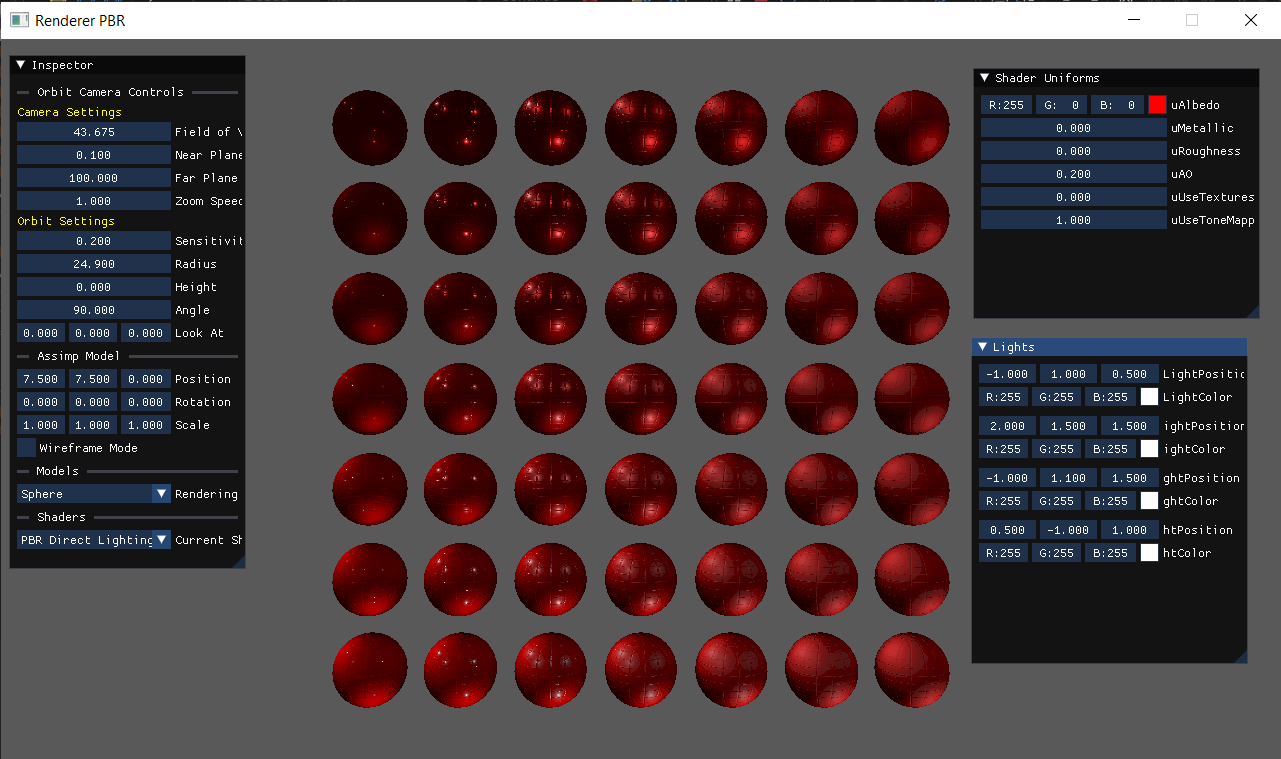 Renderer PBR
Inspector
Orbit Camera Controls
Camera Settings
43.675 Field of
0.100 Near Plane
100.000 Far Plane
1.000 Zoom Speed
Orbit Settings
0.200 Sensitivit
24.900 Radius
0.000 Height
90.000 Angle
0.000 0.000 0.000 Look At
Assimp Model
7.500 7.500 0.000 Position
0.000 0.000 0.000 Rotation
1.000 1.000 1.000 Scale
Wireframe Mode
Models
Sphere Rendering
Shaders
PBR Direct Lighting Current Sh
Shader Uniforms
R:255 G: 0 B: 0 uAlbedo
0.000 uMetallic
0.000 uRoughness
0.200 uAO
0.000 uUseTextures
1.000 uUseToneMapp
Lights
-1.000 1.000 0.500 LightPositio
R:255 G:255 B:255 LightColor
2.000 1.500 1.500 ightPosition
R:255 G:255 B:255 ightColor
-1.000 1.100 1.500 ghtPosition
R:255 G:255 B:255 ghtColor
0.500 -1.000 1.000 htPosition
R:255 G:255 B:255 htColor